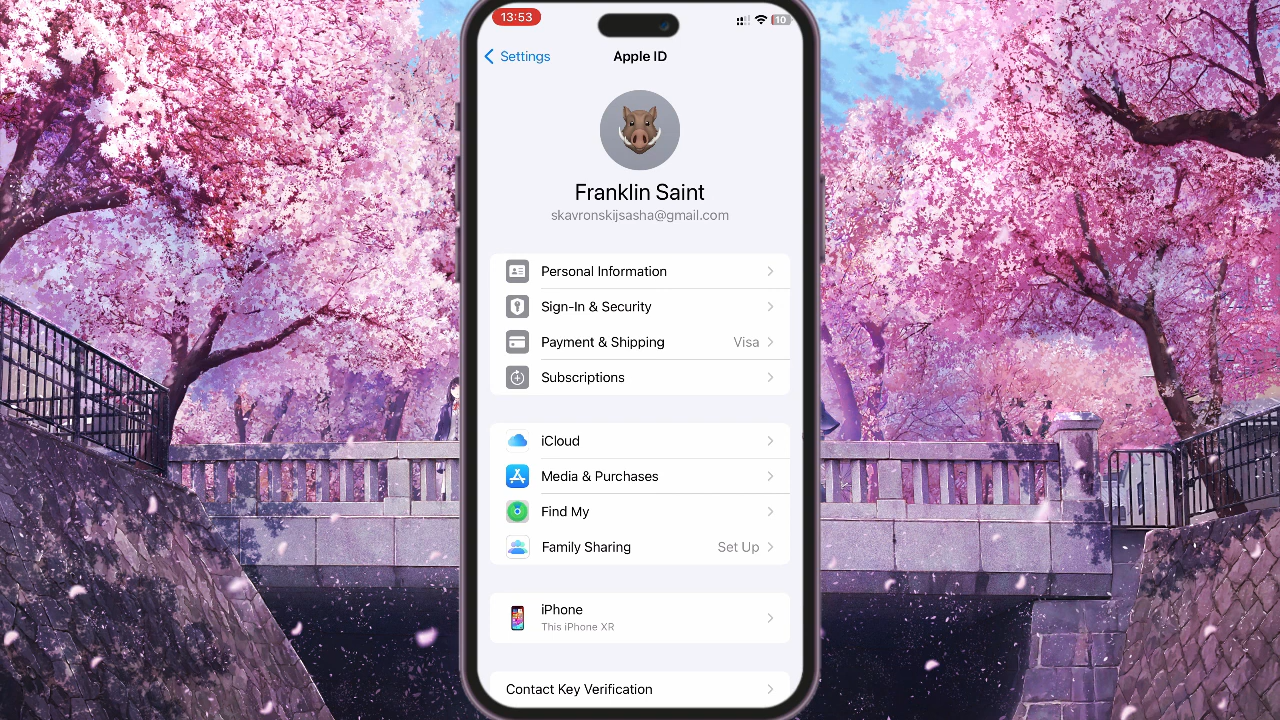 13:53
10
Settings
Apple ID
Franklin Saint
skavronskijsasha@gmail.com
Personal Information
Sign-In & Security
Payment & Shipping Visa
Subscriptions
iCloud
Media & Purchases
Find My
Family Sharing Set Up
iPhone
This iPhone XR
Contact Key Verification